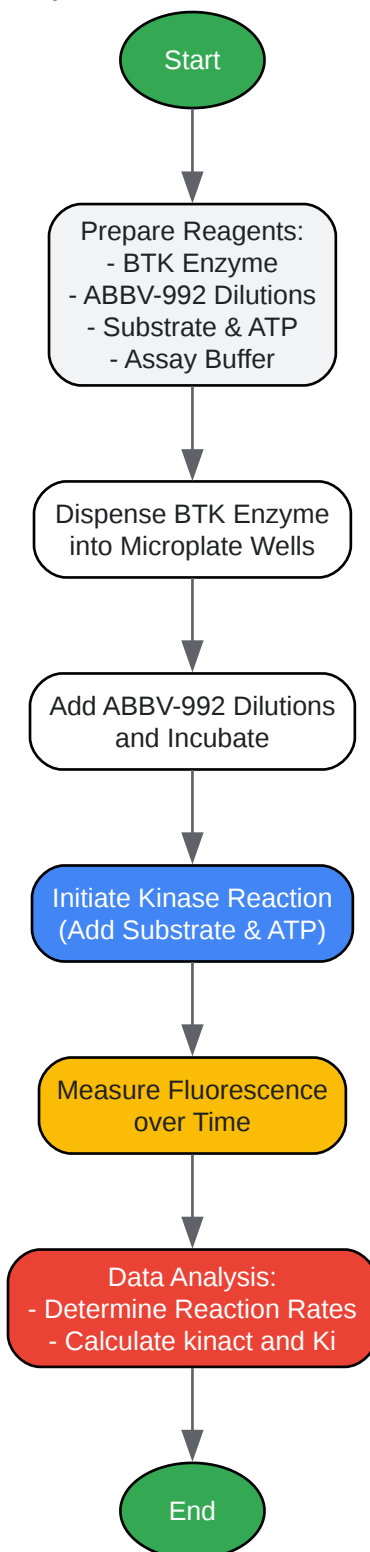 Start
Prepare Reagents:
- BTK Enzyme
- ABBV-992 Dilutions
- Substrate & ATP
- Assay Buffer
Dispense BTK Enzyme
into Microplate Wells
Add ABBV-992 Dilutions
and Incubate
Initiate Kinase Reaction
(Add Substrate & ATP)
Measure Fluorescence
over Time
Data Analysis:
- Determine Reaction Rates
- Calculate kinact and Ki
End